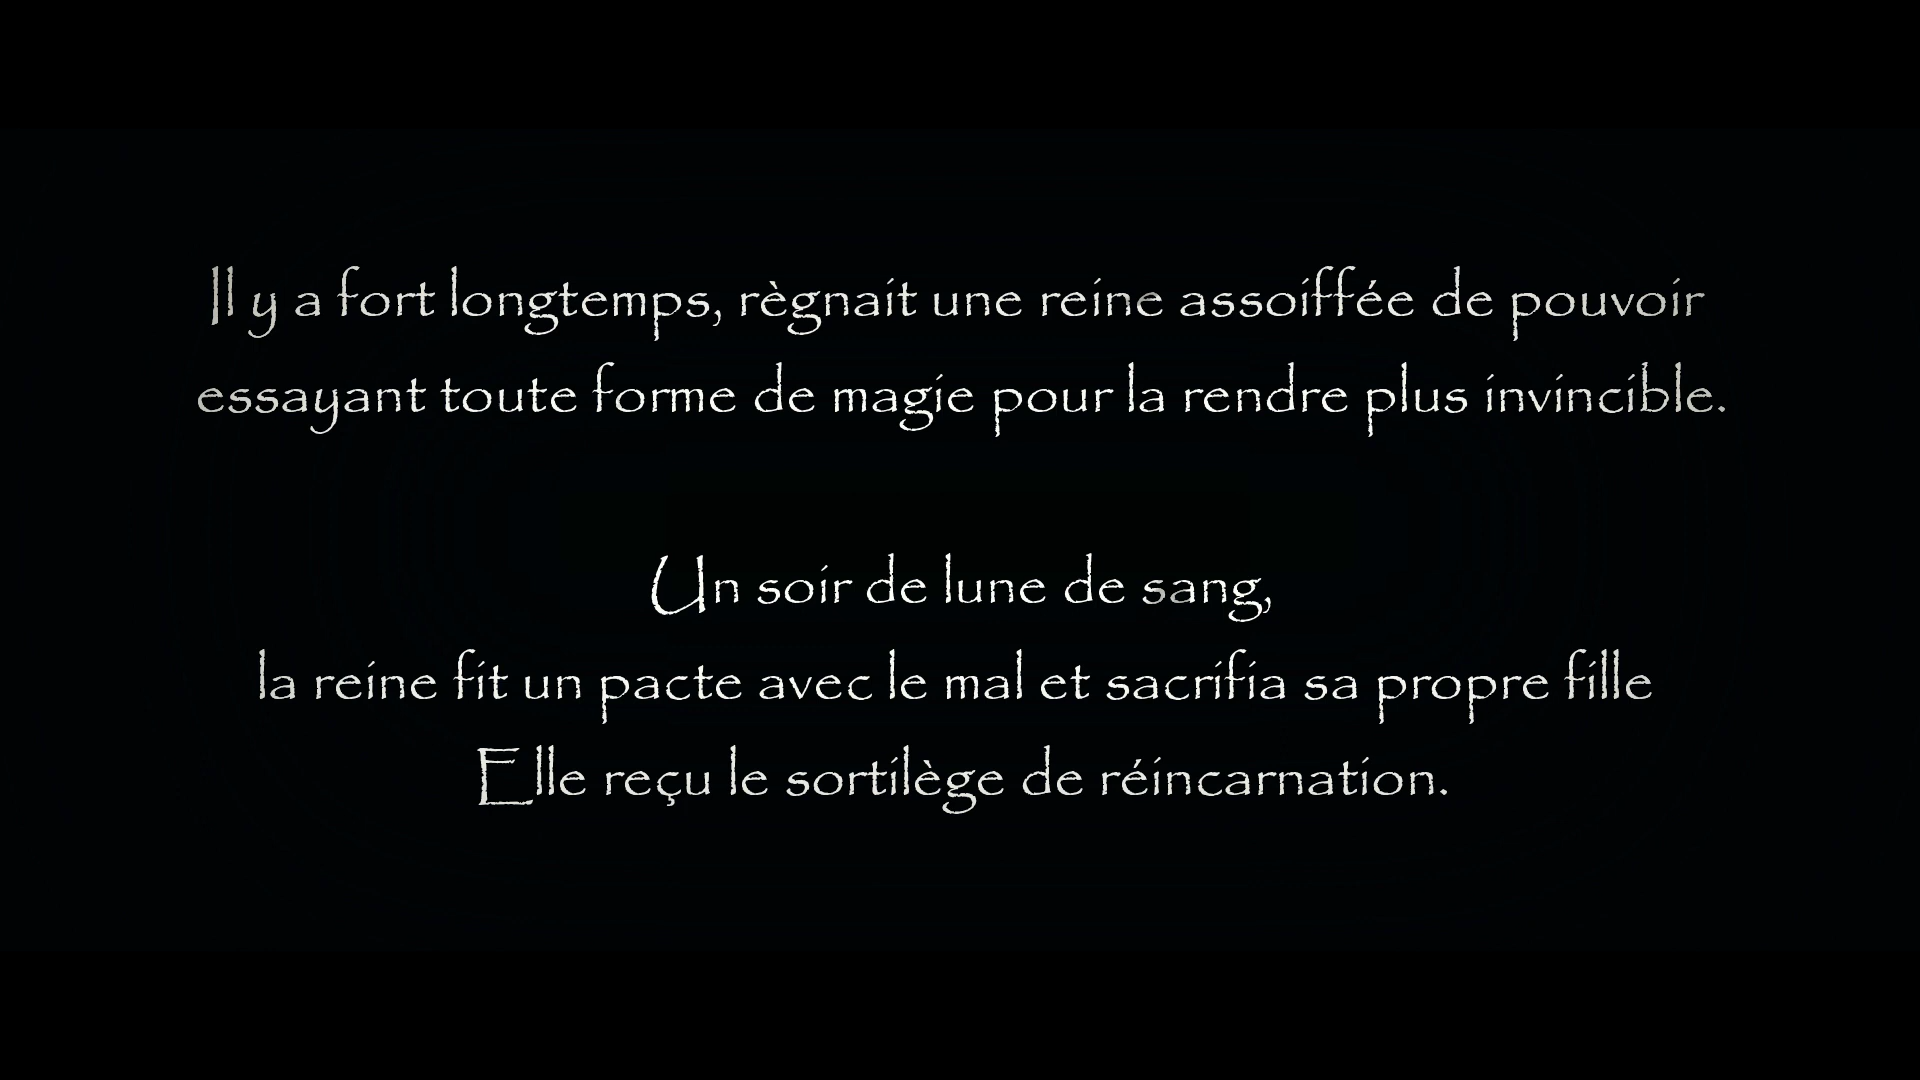 Il y a fort longtemps, règnait une reine assoiffée de pouvoir
essayant toute forme de magie pour la rendre plus invincible.
Un soir de lune de sang,
la reine fit un pacte avec le mal et sacrifia sa propre fille
Elle reçu le sortilège de réincarnation.